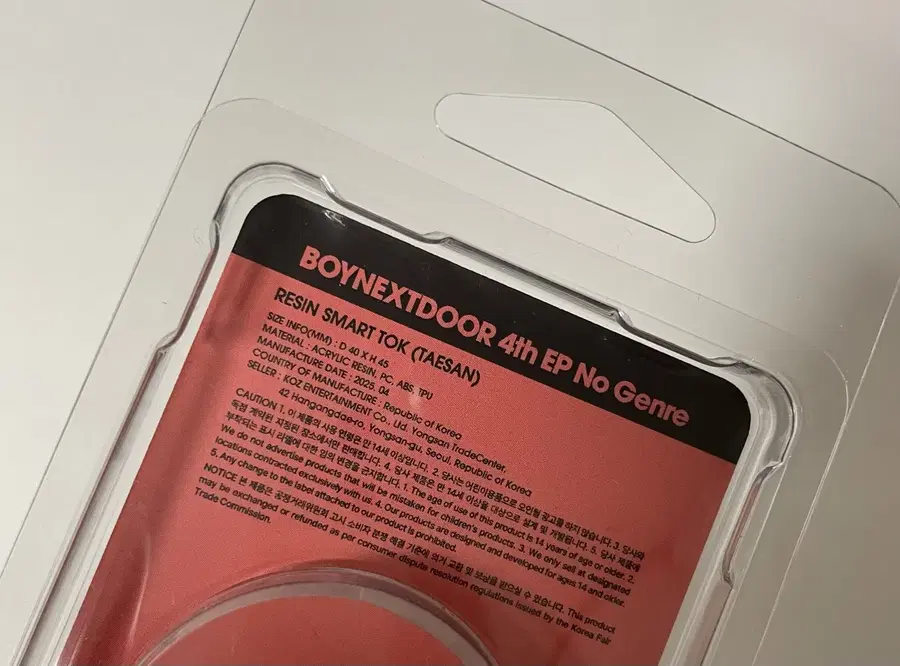 BOYNEXTDOOR 4th EP No Genre
RESIN SMART TOK (TAESAN)
SIZE INFO(MM) : D 40 X H 45
MATERIAL : ACRYLIC RESIN, PC, ABS, TPU
MANUFACTURE DATE : 2025. 04
COUNTRY OF MANUFACTURE : Republic of Korea
SELLER : KOZ ENTERTAINMENT Co., Ltd. Yongsan TradeCenter,
42 Hangangdae-ro, Yongsan-gu, Seoul, Republic of Korea
CAUTION 1. 이 제품의 사용 연령은 만 14세 이상입니다. 2. 당사는 어린이용품으로 오인될 광고를 하지 않습니다. 3. 당사와
독점 계약된 지정된 장소에서만 판매합니다. 4. 당사 제품은 만 14세 이상을 대상으로 설계 및 개발됩니다. 5. 당사 제품에
부착되는 표시 라벨에 대한 임의 변경을 금지합니다. 1. The age of use of this product is 14 years of age or older. 2.
We do not advertise products that will be mistaken for children's products. 3. We only sell at designated
locations contracted exclusively with us. 4. Our products are designed and developed for ages 14 and older.
5. Any change to the label attached to our product is prohibited.
NOTICE 본 제품은 공정거래위원회 고시 소비자 분쟁 해결 기준에 의거 교환 및 보상을 받으실 수 있습니다. This product
may be exchanged or refunded as per consumer dispute resolution regulations issued by the Korea Fair
Trade Commission.